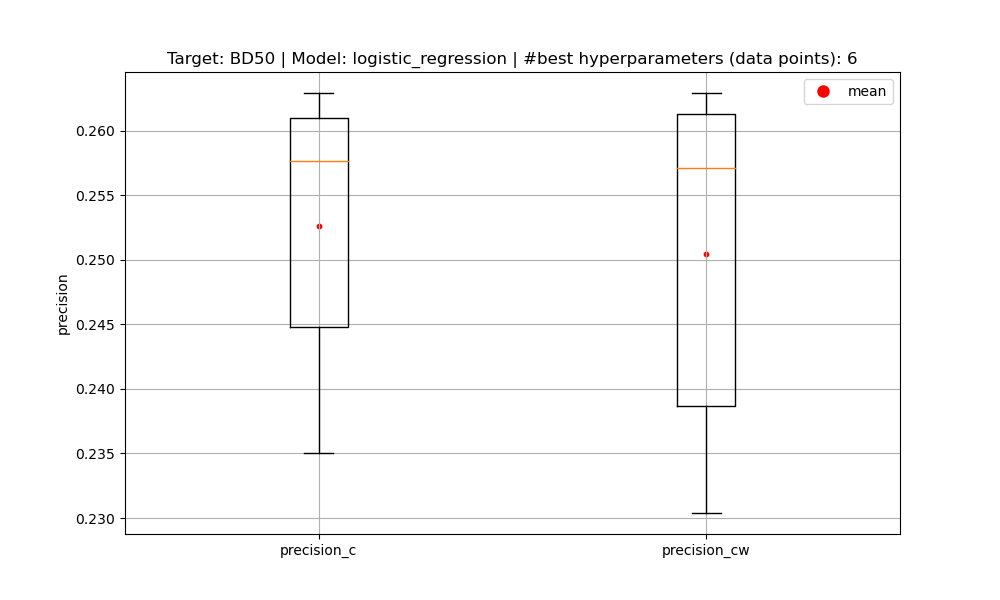 Target: BD50 | Model: logistic_regression | #best hyperparameters (data points): 6
mean
0.260
0.255
0.250
0.245
0.240
0.235
0.230
precision
precision_c
precision_cw